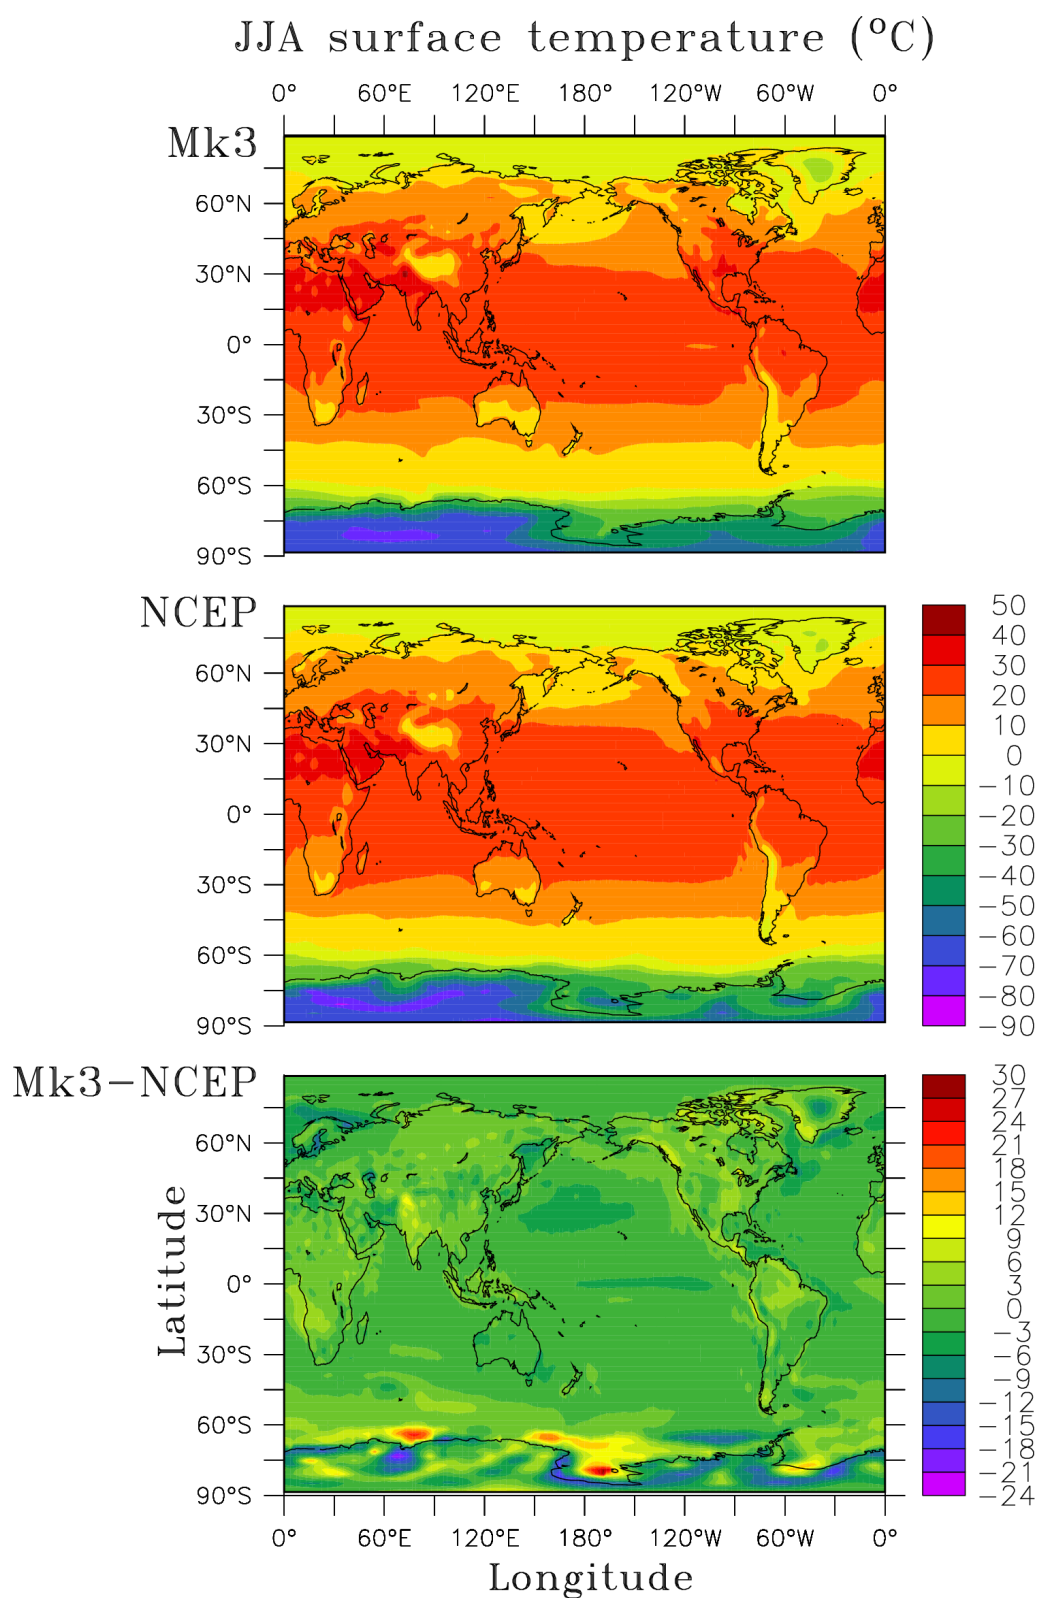 JJA surface temperature (°C)
0° 60°E 120°E 180° 120°W 60°W 0°
Mk3
60°N
30°N
0°
30°S
60°S
90°S
NCEP
60°N
30°N
0°
30°S
60°S
90°S
50
40
30
20
10
0
−10
−20
−30
−40
−50
−60
−70
−80
−90
Mk3−NCEP
60°N
30°N
0°
30°S
60°S
90°S
Latitude
30
27
24
21
18
15
12
9
6
3
0
−3
−6
−9
−12
−15
−18
−21
−24
0° 60°E 120°E 180° 120°W 60°W 0°
Longitude